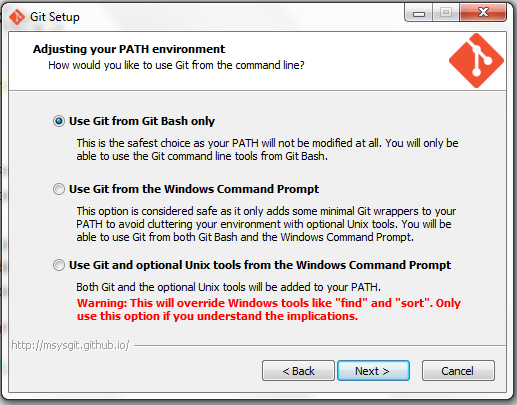 Git Setup
Adjusting your PATH environment
How would you like to use Git from the command line?
Use Git from Git Bash only
This is the safest choice as your PATH will not be modified at all. You will only
be able to use the Git command line tools from Git Bash.
Use Git from the Windows Command Prompt
This option is considered safe as it only adds some minimal Git wrappers to your
PATH to avoid cluttering your environment with optional Unix tools. You will be
able to use Git from both Git Bash and the Windows Command Prompt.
Use Git and optional Unix tools from the Windows Command Prompt
Both Git and the optional Unix tools will be added to your PATH.
Warning: This will override Windows tools like "find" and "sort". Only
use this option if you understand the implications.
http://msysgit.github.io/
< Back
Next >
Cancel